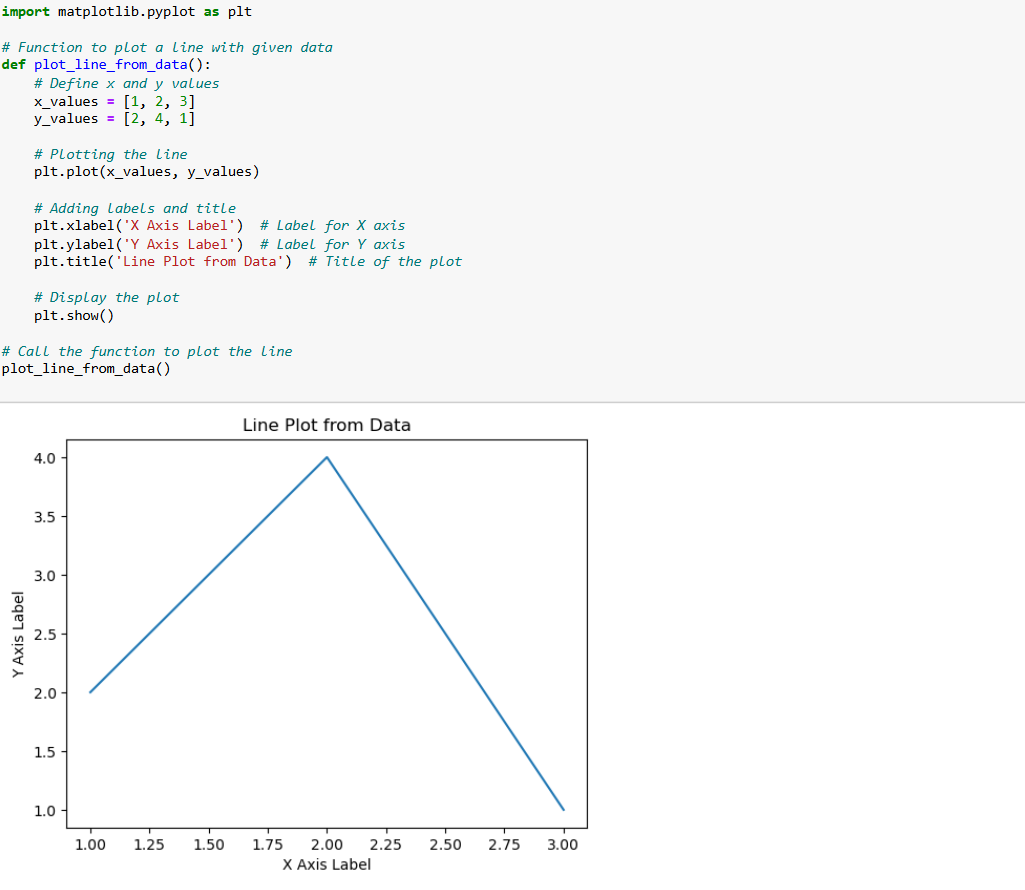 import matplotlib.pyplot as plt
# Function to plot a line with given data
def plot_line_from_data():
    # Define x and y values
    x_values = [1, 2, 3]
    y_values = [2, 4, 1]
    # Plotting the line
    plt.plot(x_values, y_values)
    # Adding labels and title
    plt.xlabel('X Axis Label')  # Label for X axis
    plt.ylabel('Y Axis Label')  # Label for Y axis
    plt.title('Line Plot from Data')  # Title of the plot
    # Display the plot
    plt.show()
# Call the function to plot the line
plot_line_from_data()
Line Plot from Data
4.0
3.5
3.0
2.5
2.0
1.5
1.0
Y Axis Label
1.00 1.25 1.50 1.75 2.00 2.25 2.50 2.75 3.00
X Axis Label